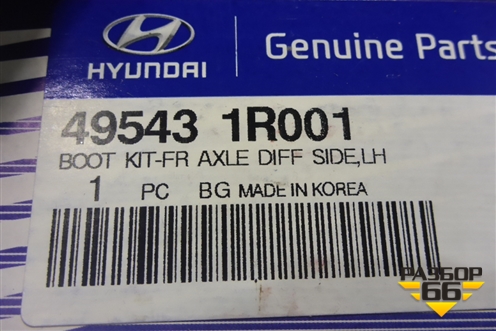 HYUNDAI
Genuine Parts
49543 1R001
BOOT KIT-FR AXLE DIFF SIDE,LH
1 PC BG MADE IN KOREA
РАЗБОР
66